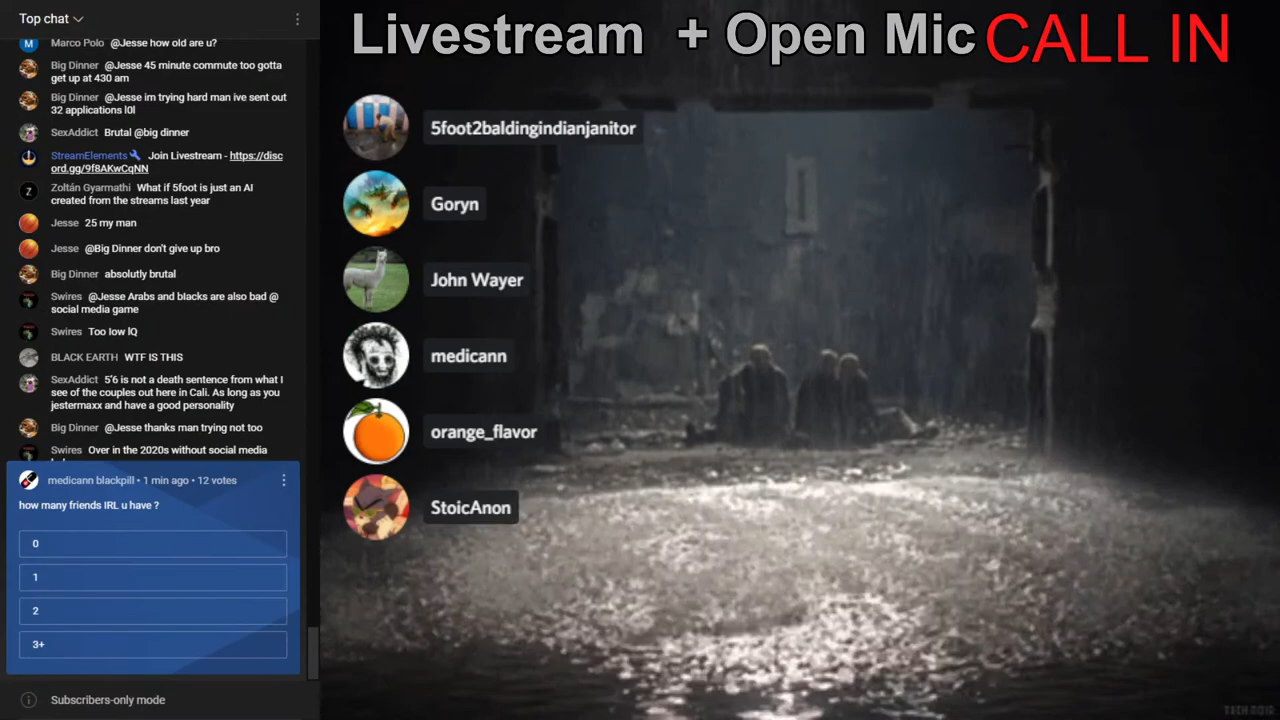 Top chat
Marco Polo @Jesse how old are u?
Big Dinner @Jesse 45 minute commute too gotta
get up at 430 am
Big Dinner @Jesse im trying hard man ive sent out
32 applications l0l
SexAddict Brutal @big dinner
StreamElements Join Livestream - https://disc
ord.gg/9f8AKwCqNN
Zoltán Gyarmathi What if 5foot is just an AI
created from the streams last year
Jesse 25 my man
Jesse @Big Dinner don't give up bro
Big Dinner absolutly brutal
Swires @Jesse Arabs and blacks are also bad @
social media game
Swires Too low IQ
BLACK EARTH WTF IS THIS
SexAddict 5'6 is not a death sentence from what I
see of the couples out here in Cali. As long as you
jestermaxx and have a good personality
Big Dinner @Jesse thanks man trying not too
Swires Over in the 2020s without social media
medicann blackpill • 1 min ago • 12 votes
how many friends IRL u have ?
0
1
2
3+
Subscribers-only mode
Livestream + Open Mic CALL IN
5foot2baldingindianjanitor
Goryn
John Wayer
medicann
orange_flavor
StoicAnon
TECH NOIR